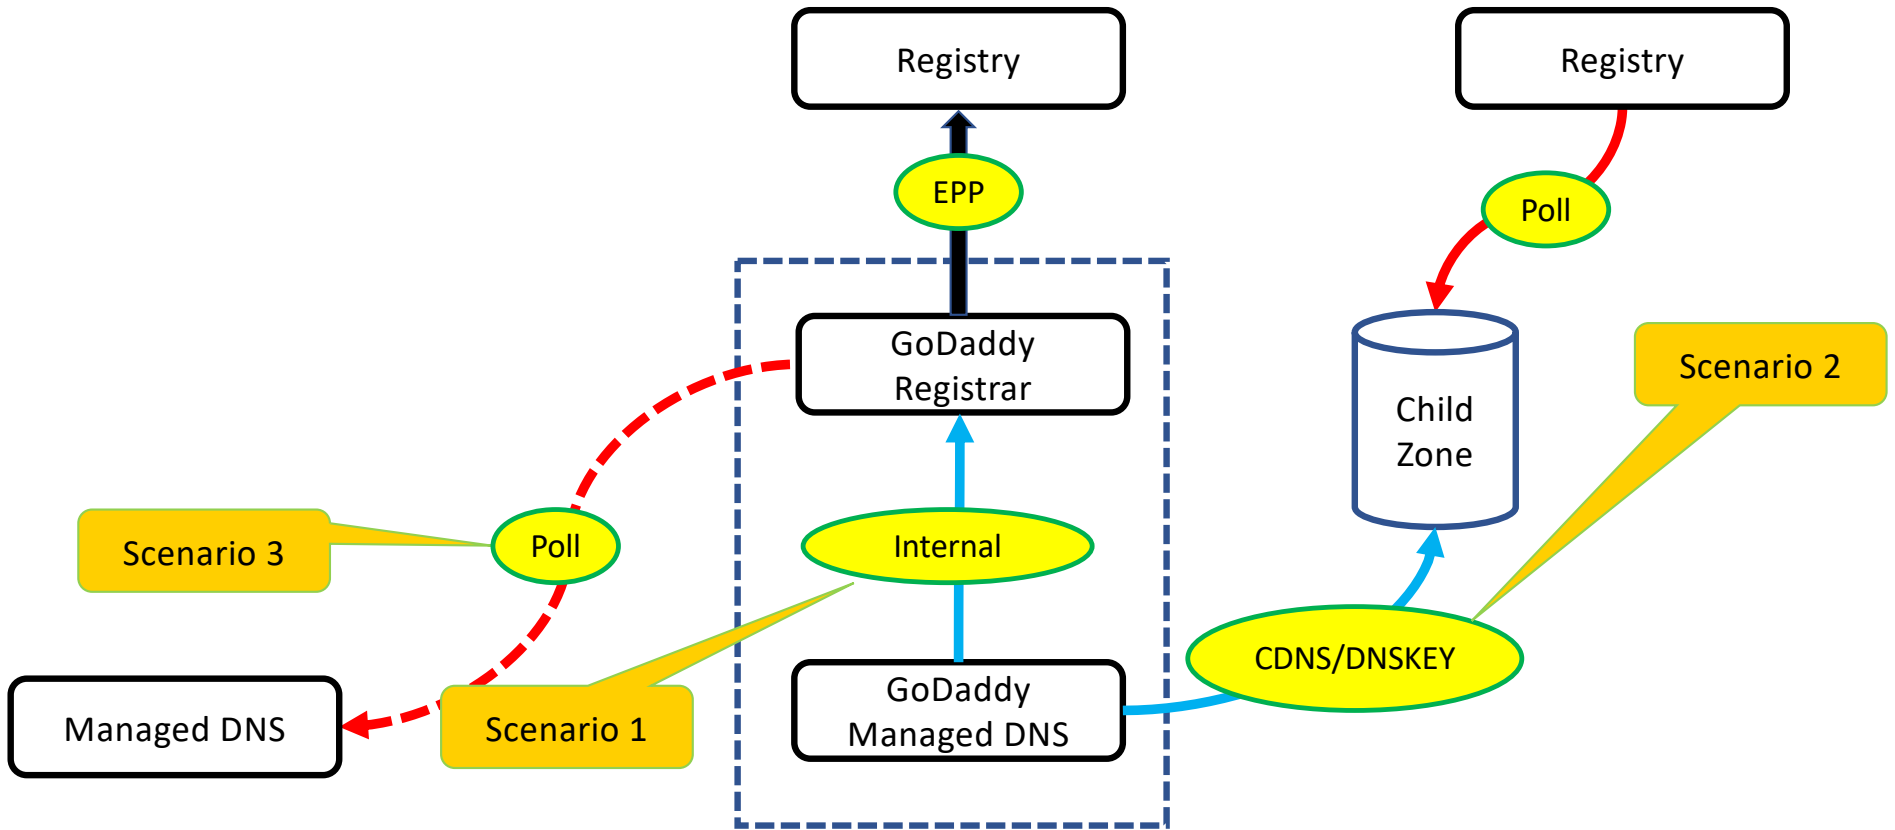 Registry
Registry
EPP
Poll
GoDaddy
Registrar
Scenario 2
Child
Zone
Scenario 3
Poll
Internal
CDNS/DNSKEY
GoDaddy
Managed DNS
Managed DNS
Scenario 1